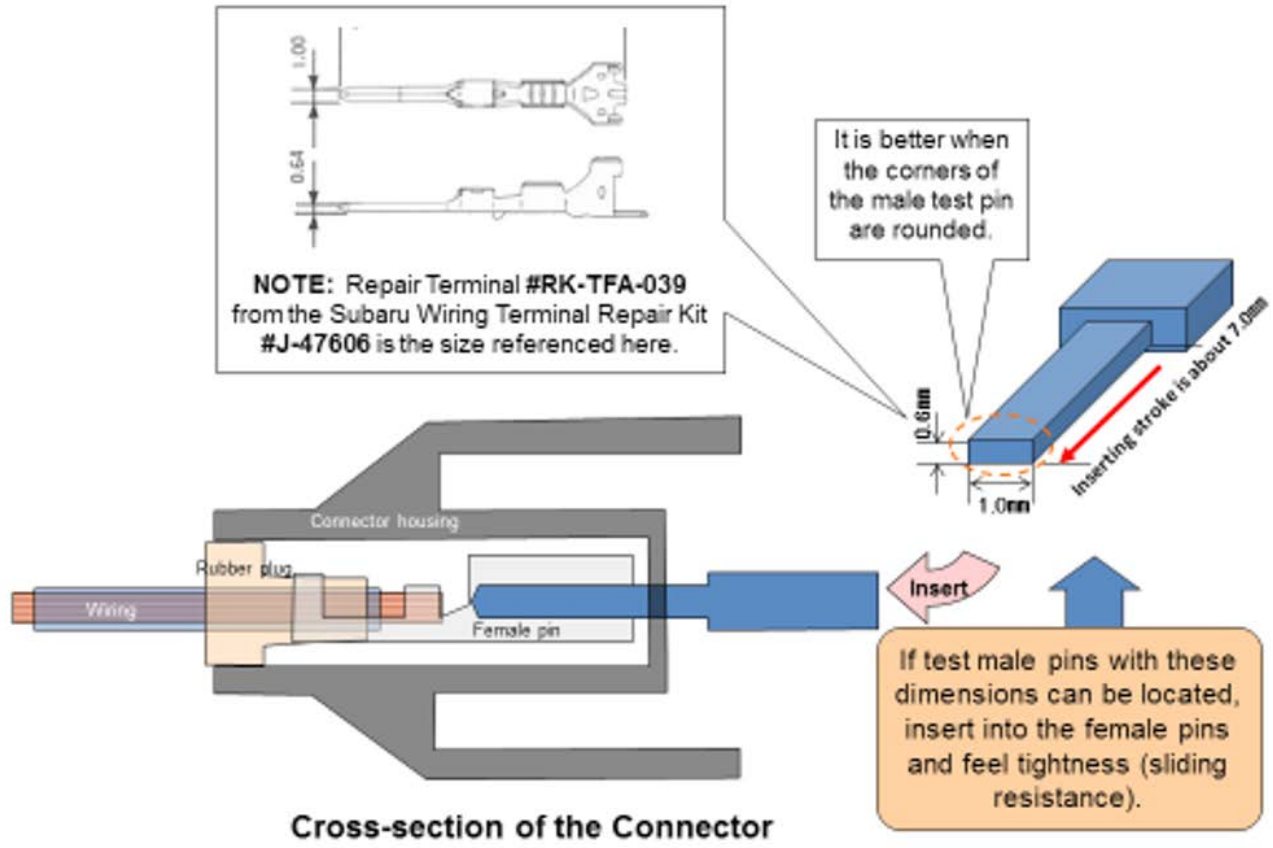 1.00
0.64
NOTE: Repair Terminal #RK-TFA-039
from the Subaru Wiring Terminal Repair Kit
#J-47606 is the size referenced here.
It is better when
the corners of
the male test pin
are rounded.
0.6mm
1.0mm
Inserting stroke is about 7.0mm
Connector housing
Rubber plug
Wiring
Female pin
Insert
If test male pins with these
dimensions can be located,
insert into the female pins
and feel tightness (sliding
resistance).
Cross-section of the Connector